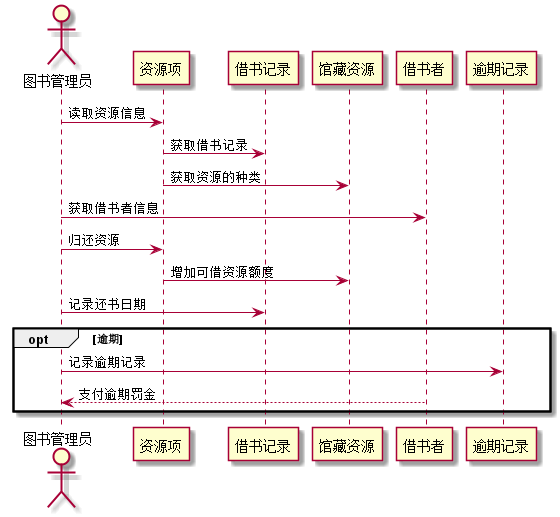 图书管理员
资源项
借书记录
馆藏资源
借书者
逾期记录
读取资源信息
获取借书记录
获取资源的种类
获取借书者信息
归还资源
增加可借资源额度
记录还书日期
opt [逾期]
记录逾期记录
支付逾期罚金
图书管理员
资源项
借书记录
馆藏资源
借书者
逾期记录